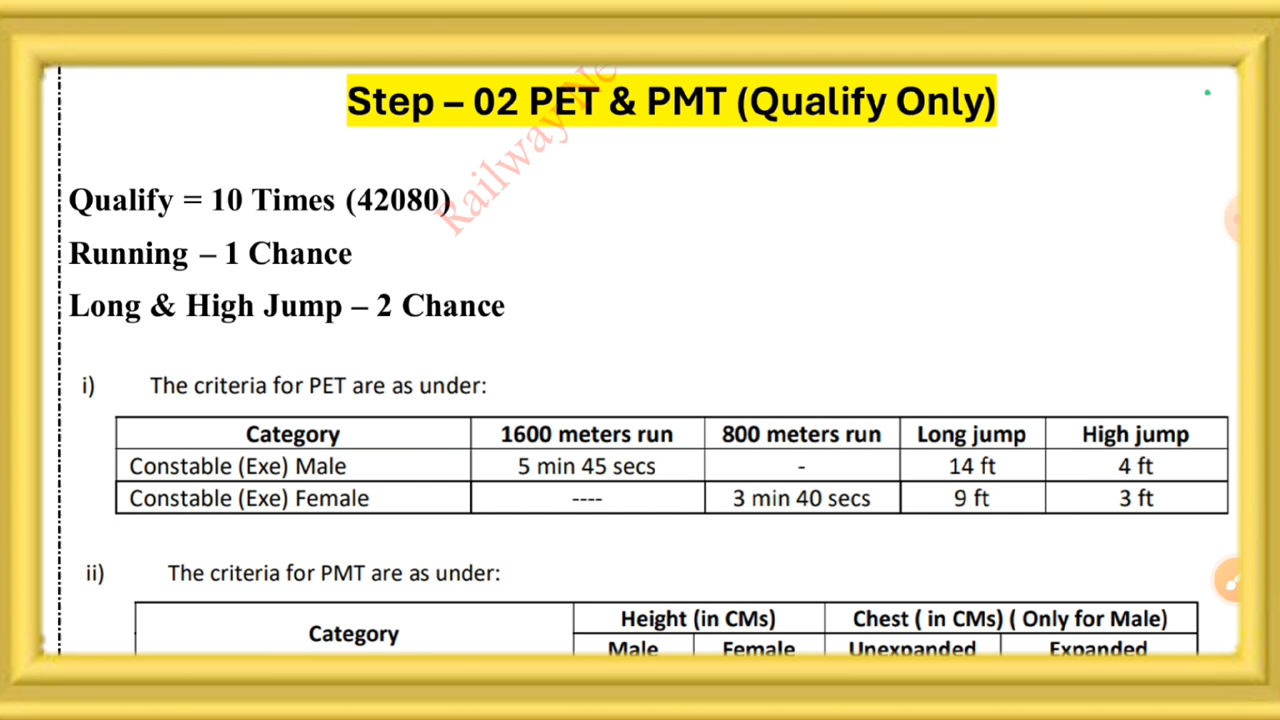 Step – 02 PET & PMT (Qualify Only)
Railway Ne
Qualify = 10 Times (42080)
Running – 1 Chance
Long & High Jump – 2 Chance
i) The criteria for PET are as under:
Category 1600 meters run 800 meters run Long jump High jump
Constable (Exe) Male 5 min 45 secs - 14 ft 4 ft
Constable (Exe) Female ---- 3 min 40 secs 9 ft 3 ft
ii) The criteria for PMT are as under:
Category Height (in CMs) Chest ( in CMs) ( Only for Male)
Male Female Unexpanded Expanded